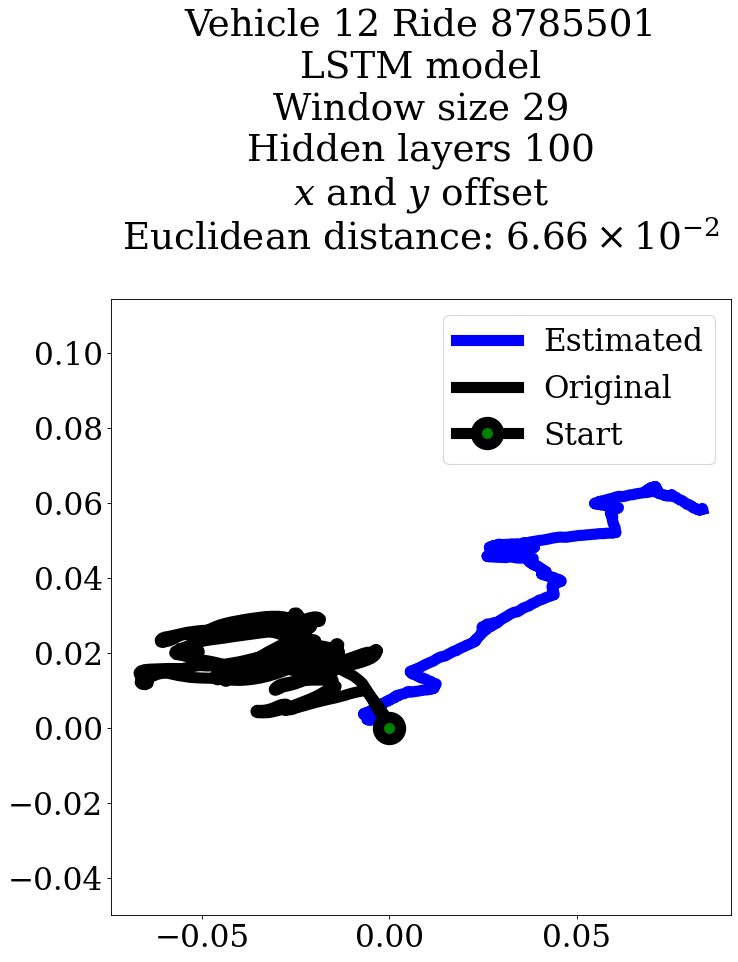 Vehicle 12 Ride 8785501
LSTM model
Window size 29
Hidden layers 100
x and y offset
Euclidean distance: 6.66 × 10⁻²
Estimated
Original
Start
0.10
0.08
0.06
0.04
0.02
0.00
−0.02
−0.04
−0.05 0.00 0.05